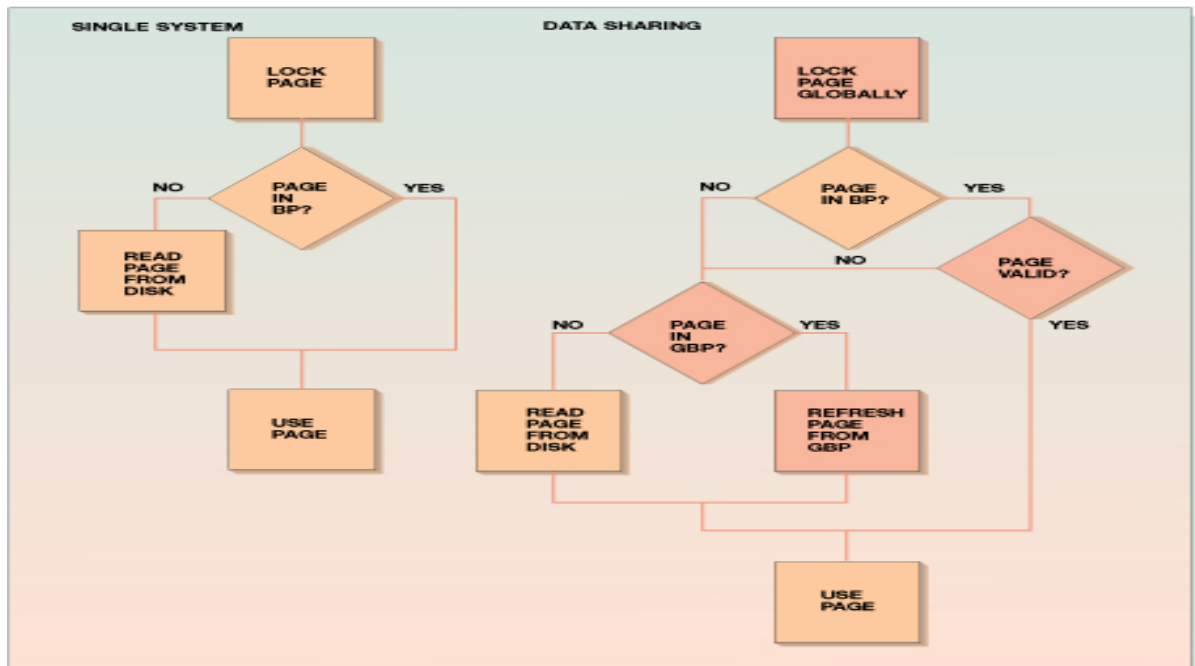 SINGLE SYSTEM
LOCK
PAGE
NO
PAGE
IN
BP?
YES
READ
PAGE
FROM
DISK
USE
PAGE
DATA SHARING
LOCK
PAGE
GLOBALLY
NO
PAGE
IN BP?
YES
NO
PAGE
VALID?
YES
NO
PAGE
IN
GBP?
YES
READ
PAGE
FROM
DISK
REFRESH
PAGE
FROM
GBP
USE
PAGE